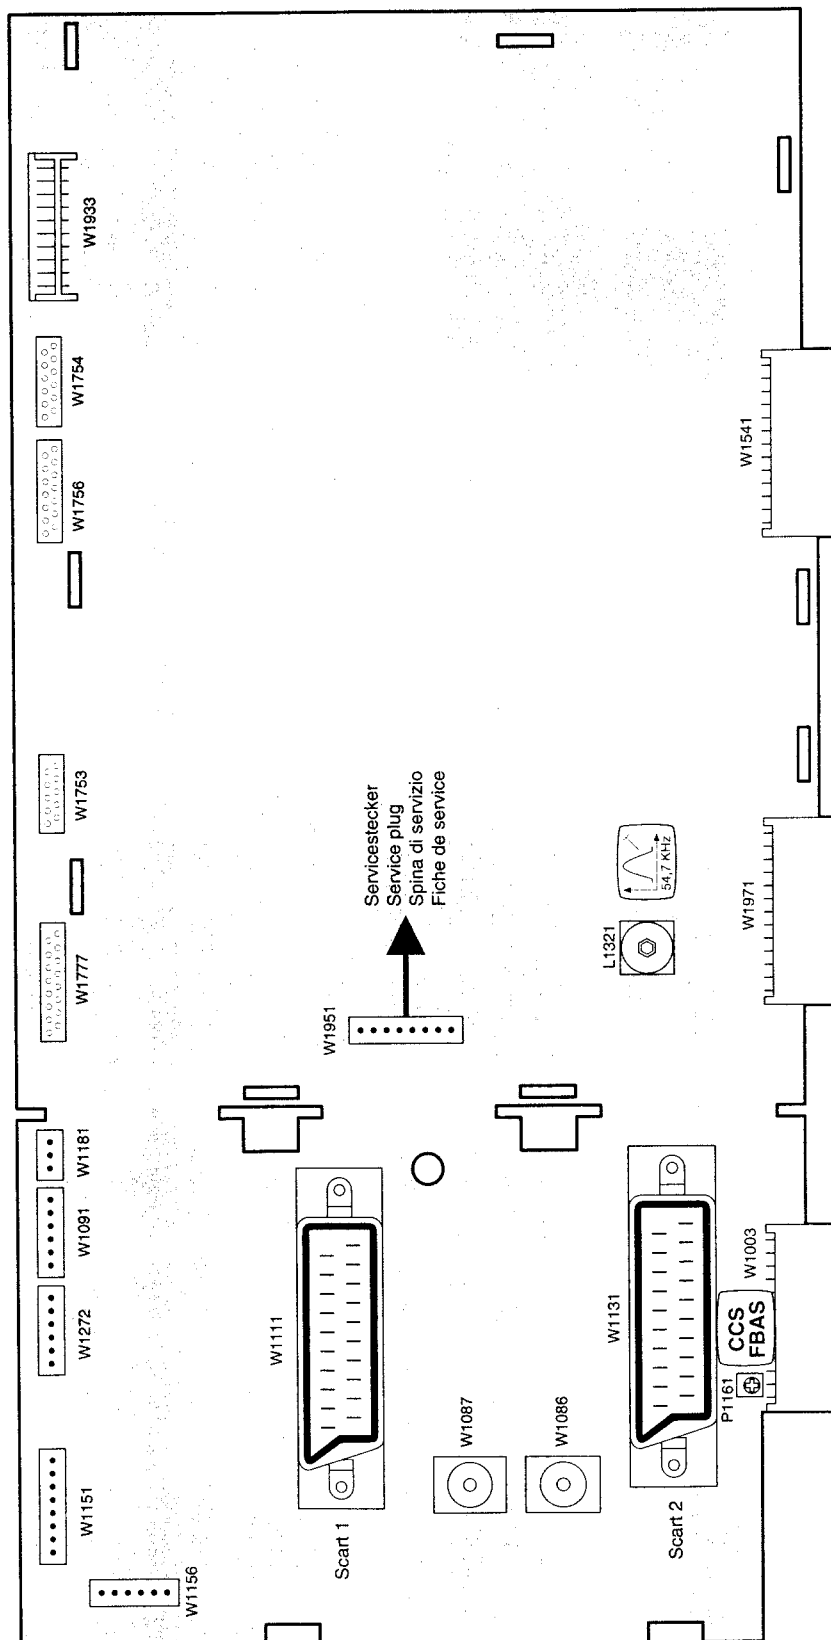 W1933
W1754
W1756
W1541
W1753
Servicestecker
Service plug
Spina di servizio
Fiche de service
54,7 KHz
W1777
L1321
W1971
W1951
W1181
W1091
W1272
W1111
W1131
W1003
CCS
FBAS
P1161
W1087
W1086
W1151
Scart 1
Scart 2
W1156